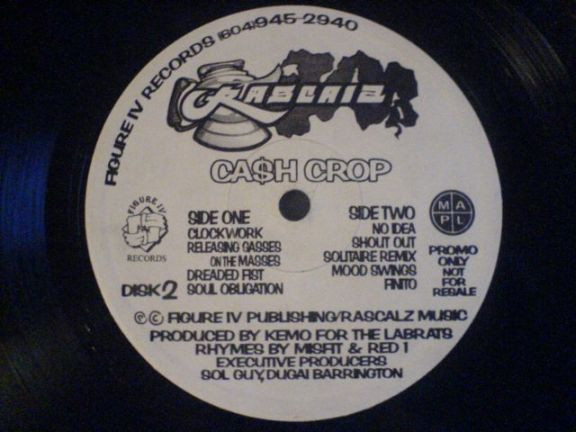 FIGURE IV RECORDS (604) 945-2940
RASCALZ
CA$H CROP
FIGURE IV
RECORDS
SIDE ONE
CLOCKWORK
RELEASING GASSES
ON THE MASSES
DREADED FIST
SOUL OBLIGATION
DISK 2
SIDE TWO
NO IDEA
SHOUT OUT
SOLITAIRE REMIX
MOOD SWINGS
FINITO
M A
P L
PROMO
ONLY
NOT
FOR
RESALE
℗ © FIGURE IV PUBLISHING/RASCALZ MUSIC
PRODUCED BY KEMO FOR THE LABRATS
RHYMES BY MISFIT & RED 1
EXECUTIVE PRODUCERS
SOL GUY, DUGAI BARRINGTON